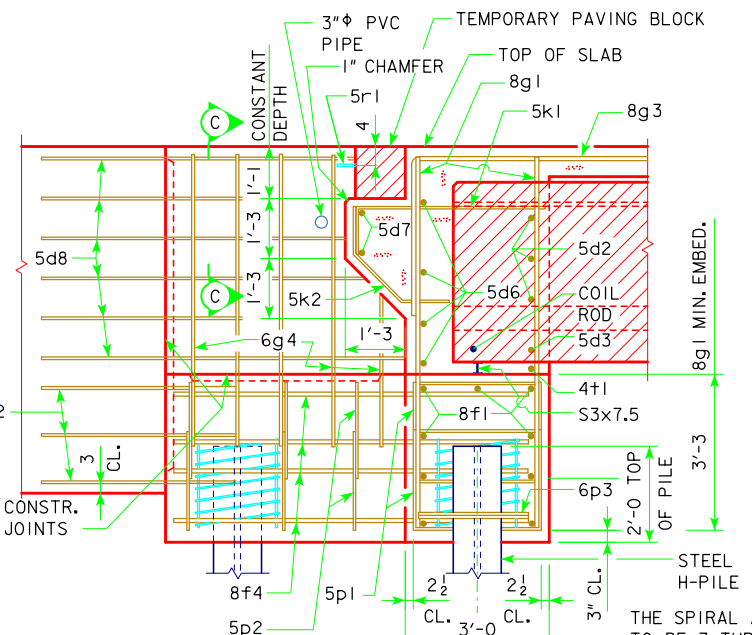 3"ϕ PVC
PIPE
TEMPORARY PAVING BLOCK
1" CHAMFER
TOP OF SLAB
8g1
5r1
5k1
8g3
CONSTANT
DEPTH
4
C
1'-1
1'-3
5d7
5d8
5d2
1'-3
5d6
C
5k2
COIL
ROD
6g4
1'-3
5d3
8g1 MIN. EMBED.
4t1
8f1
S3x7.5
3
CL.
3'-3
6p3
2'-0 TOP
OF PILE
CONSTR.
JOINTS
STEEL
H-PILE
8f4
5p1
2½
2½
3" CL.
5p2
CL.
3'-0
CL.
THE SPIRAL